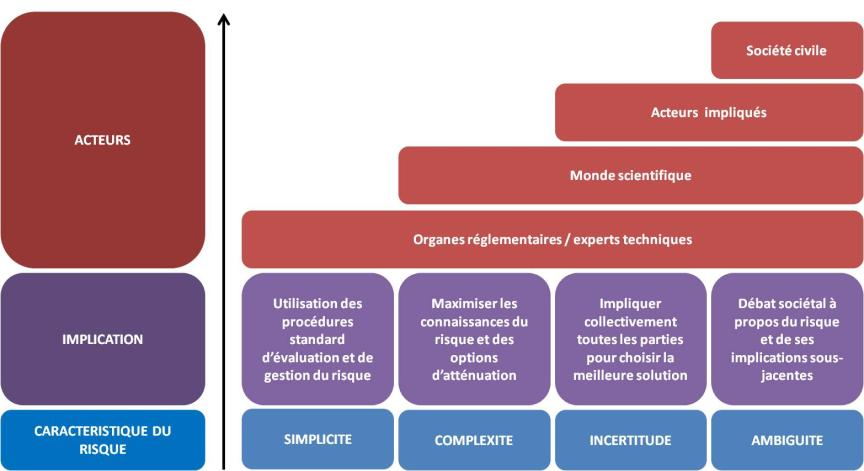 Société civile
Acteurs impliqués
Monde scientifique
ACTEURS
Organes réglementaires / experts techniques
IMPLICATION
Utilisation des
procédures
standard
d'évaluation et de
gestion du risque
Maximiser les
connaissances du
risque et des
options
d'atténuation
Impliquer
collectivement
toutes les parties
pour choisir la
meilleure solution
Débat sociétal à
propos du risque
et de ses
implications sous-
jacentes
CARACTERISTIQUE DU
RISQUE
SIMPLICITE
COMPLEXITE
INCERTITUDE
AMBIGUITE